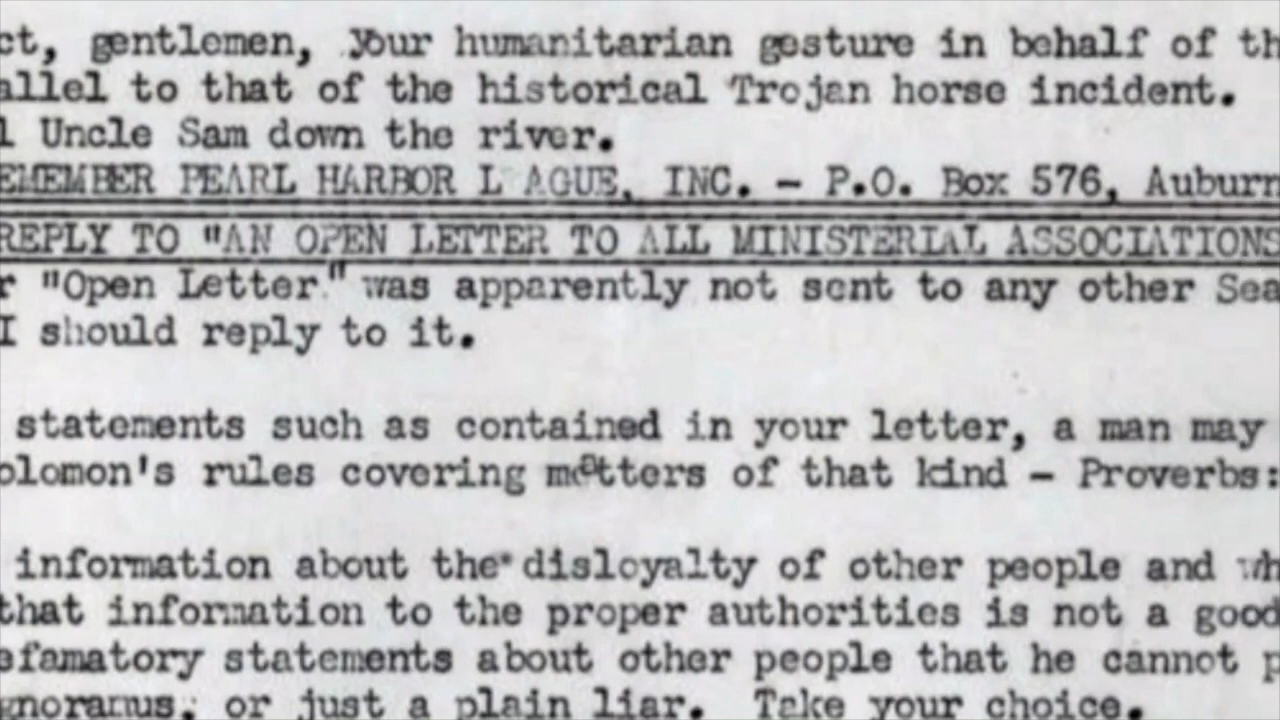 ct, gentlemen, your humanitarian gesture in behalf of th
allel to that of the historical Trojan horse incident.
l Uncle Sam down the river.
EMEMBER PEARL HARBOR L AGUE, INC. - P.O. Box 576, Auburn
REPLY TO "AN OPEN LETTER TO ALL MINISTERIAL ASSOCIATIONS
r "Open Letter" was apparently not sent to any other Sea
I should reply to it.
statements such as contained in your letter, a man may
olomon's rules covering matters of that kind - Proverbs:
information about the disloyalty of other people and wh
that information to the proper authorities is not a good
efamatory statements about other people that he cannot p
gnoramus, or just a plain liar. Take your choice.